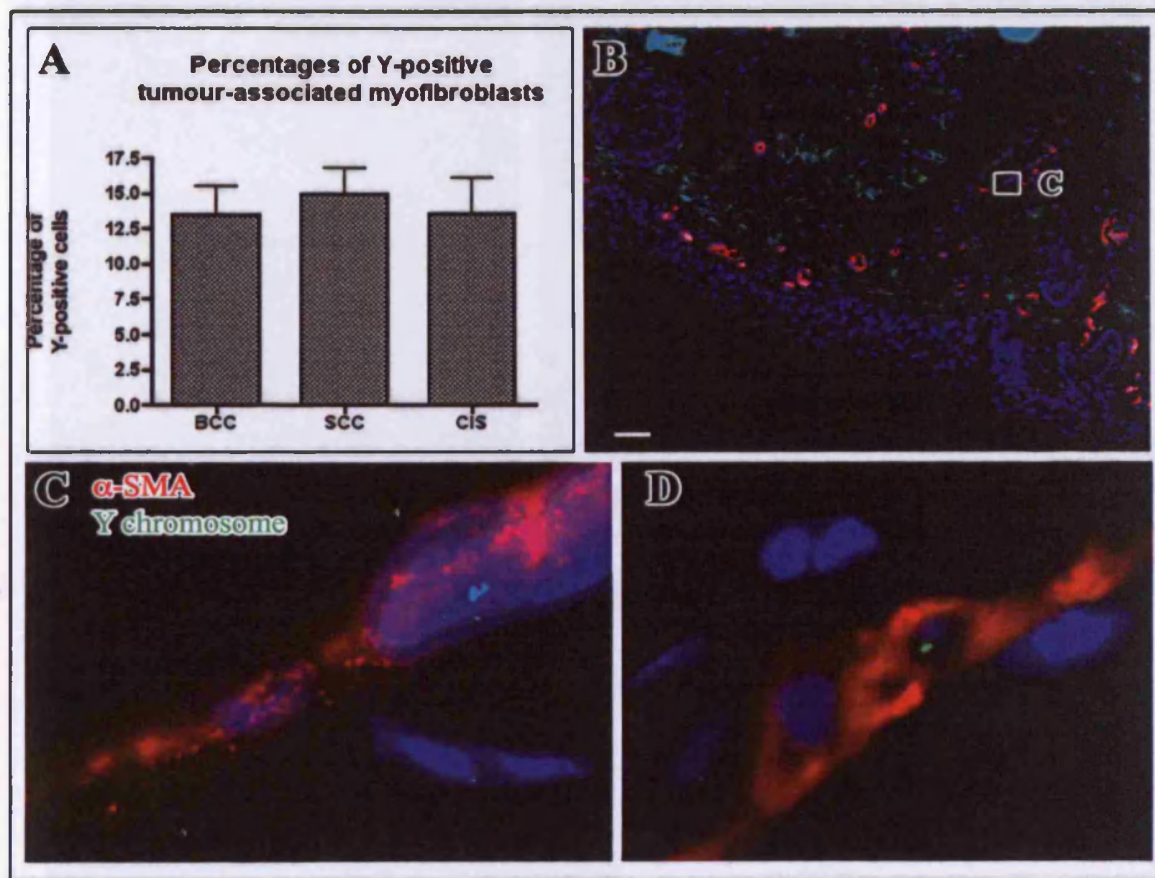 A
Percentages of Y-positive
tumour-associated myofibroblasts
Percentage of
Y-positive cells
17.5
15.0
12.5
10.0
7.5
5.0
2.5
0.0
BCC
SCC
CIS
B
C
C
α-SMA
Y chromosome
D